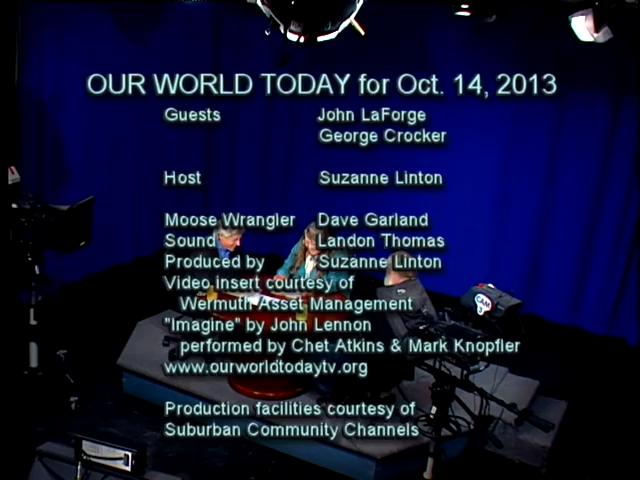 OUR WORLD TODAY for Oct. 14, 2013
Guests John LaForge
George Crocker
Host Suzanne Linton
Moose Wrangler Dave Garland
Sound Landon Thomas
Produced by Suzanne Linton
Video insert courtesy of
Wermuth Asset Management
"Imagine" by John Lennon
performed by Chet Atkins & Mark Knopfler
www.ourworldtodaytv.org
Production facilities courtesy of
Suburban Community Channels
CAM
3